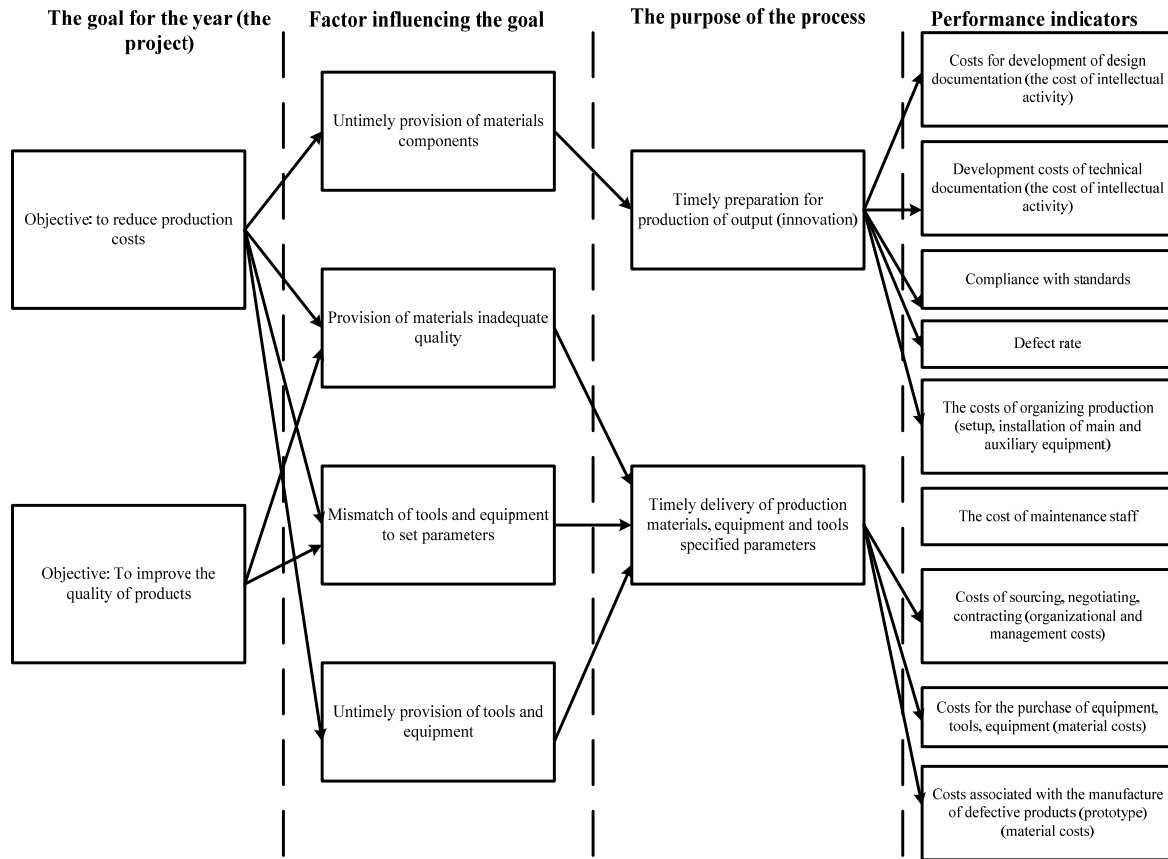 The goal for the year (the
project)
Factor influencing the goal
The purpose of the process
Performance indicators
Objective: to reduce production
costs
Objective: To improve the
quality of products
Untimely provision of materials
components
Provision of materials inadequate
quality
Mismatch of tools and equipment
to set parameters
Untimely provision of tools and
equipment
Timely preparation for
production of output (innovation)
Timely delivery of production
materials, equipment and tools
specified parameters
Costs for development of design
documentation (the cost of intellectual
activity)
Development costs of technical
documentation (the cost of intellectual
activity)
Compliance with standards
Defect rate
The costs of organizing production
(setup, installation of main and
auxiliary equipment)
The cost of maintenance staff
Costs of sourcing, negotiating,
contracting (organizational and
management costs)
Costs for the purchase of equipment,
tools, equipment (material costs)
Costs associated with the manufacture
of defective products (prototype)
(material costs)